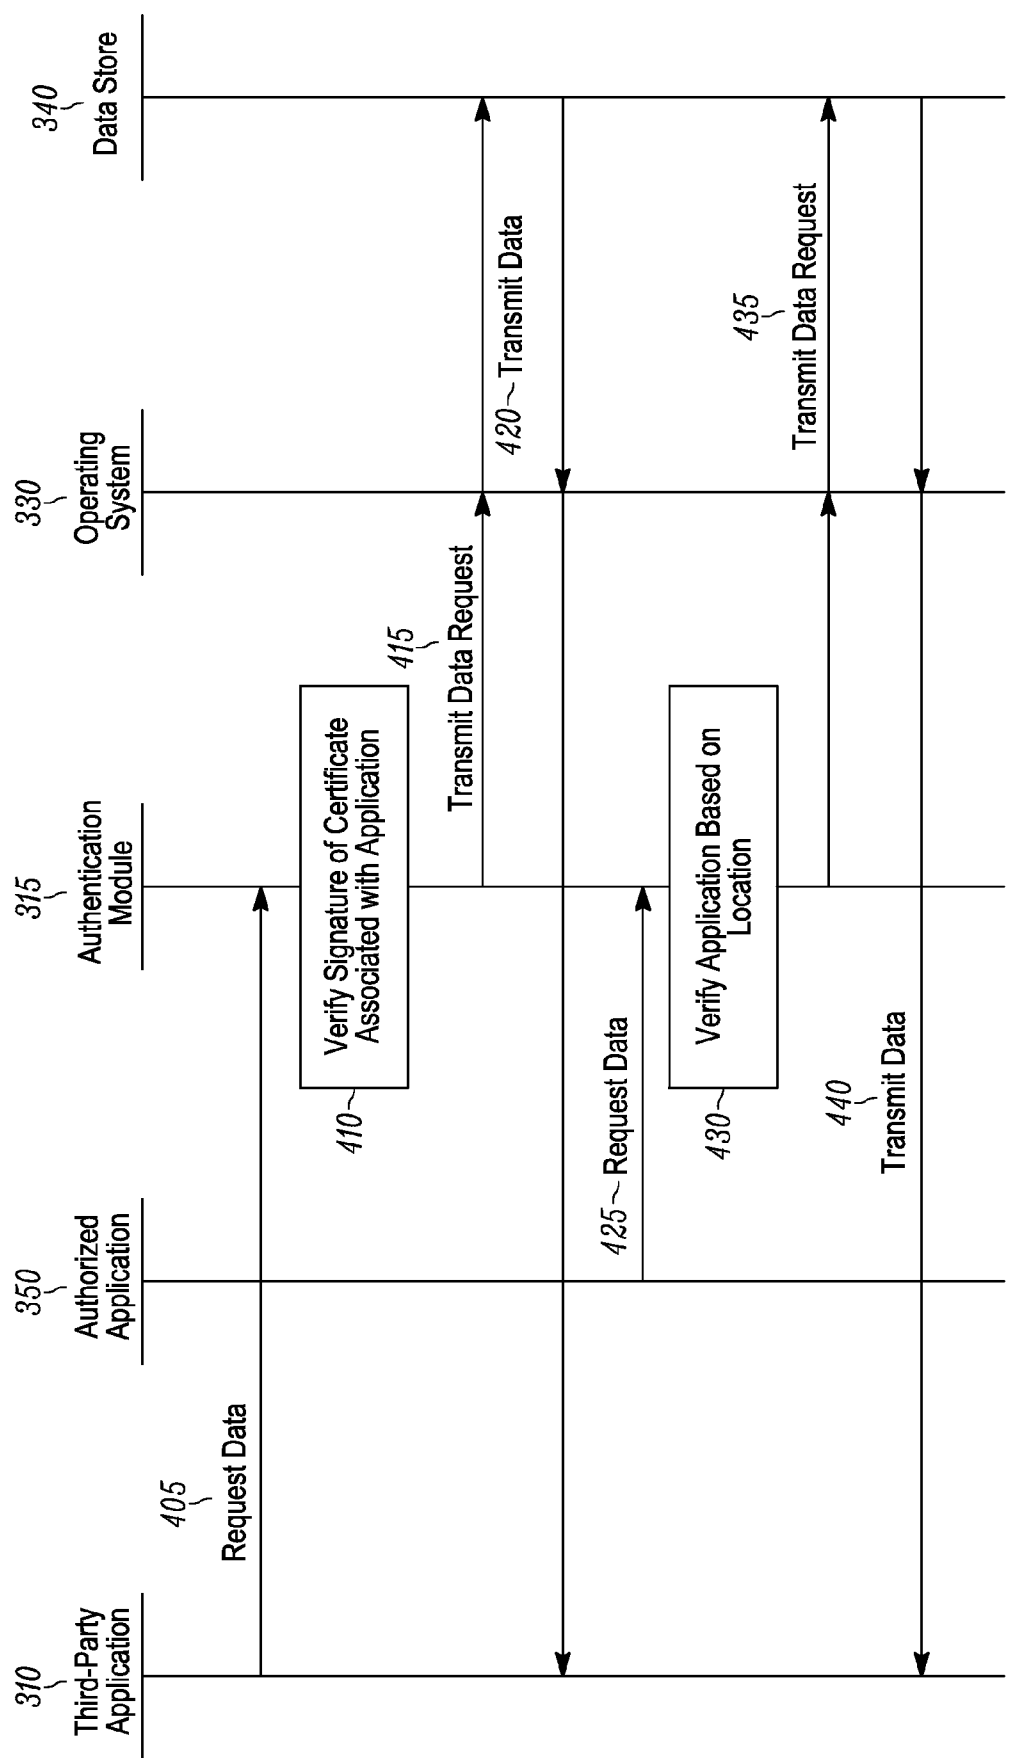 310
Third-Party
Application
350
Authorized
Application
315
Authentication
Module
330
Operating
System
340
Data Store
405
Request Data
410
Verify Signature of Certificate
Associated with Application
415
Transmit Data Request
420
Transmit Data
425
Request Data
430
Verify Application Based on
Location
435
Transmit Data Request
440
Transmit Data